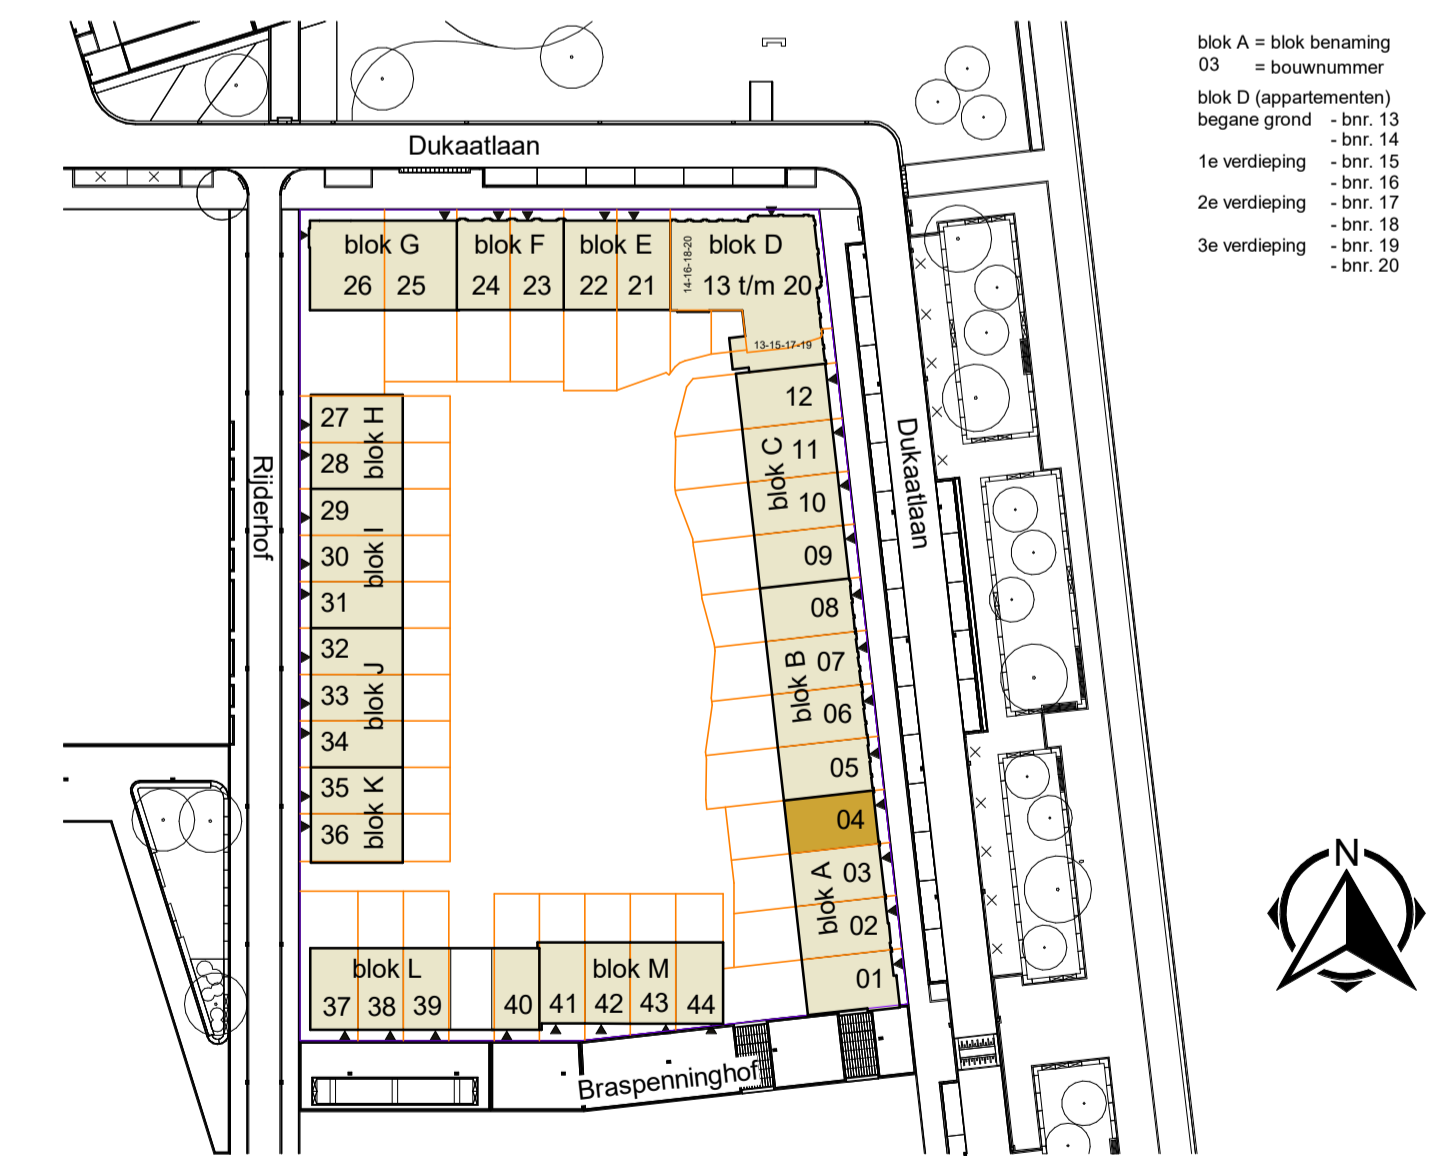 blok A = blok benaming
03 = bouwnummer
blok D (appartementen)
begane grond - bnr. 13
- bnr. 14
1e verdieping - bnr. 15
- bnr. 16
2e verdieping - bnr. 17
- bnr. 18
3e verdieping - bnr. 19
- bnr. 20
Dukaatlaan
blok G
26 25
blok F
24 23
blok E
22 21
14-16-18-20
blok D
13 t/m 20
13-15-17-19
12
11
blok C
10
09
08
07
blok B
06
05
04
03
blok A
02
01
Dukaatlaan
27
blok H
28
29
30
blok I
31
32
33
blok J
34
35
blok K
36
Rijderhof
blok L
37 38 39 40
blok M
41 42 43 44
Braspenninghof
N